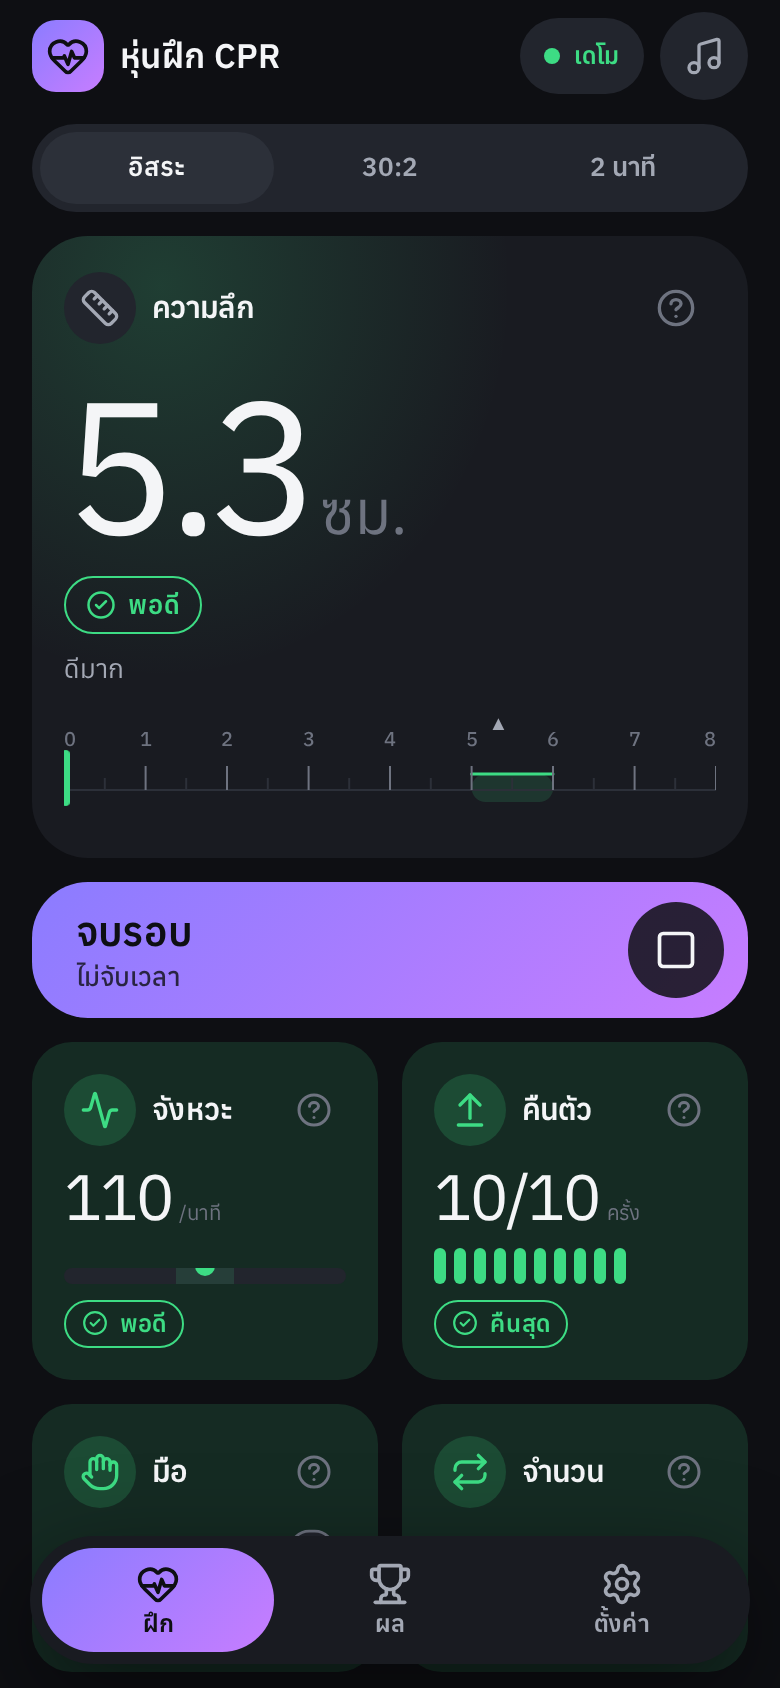 หุ่นฝึก CPR
เดโม
อิสระ
30:2
2 นาที
ความลึก
5.3 ซม.
พอดี
ดีมาก
0 1 2 3 4 5 6 7 8
จบรอบ
ไม่จับเวลา
จังหวะ
110 /นาที
พอดี
คืนตัว
10/10 ครั้ง
คืนสุด
มือ
จำนวน
ฝึก
ผล
ตั้งค่า